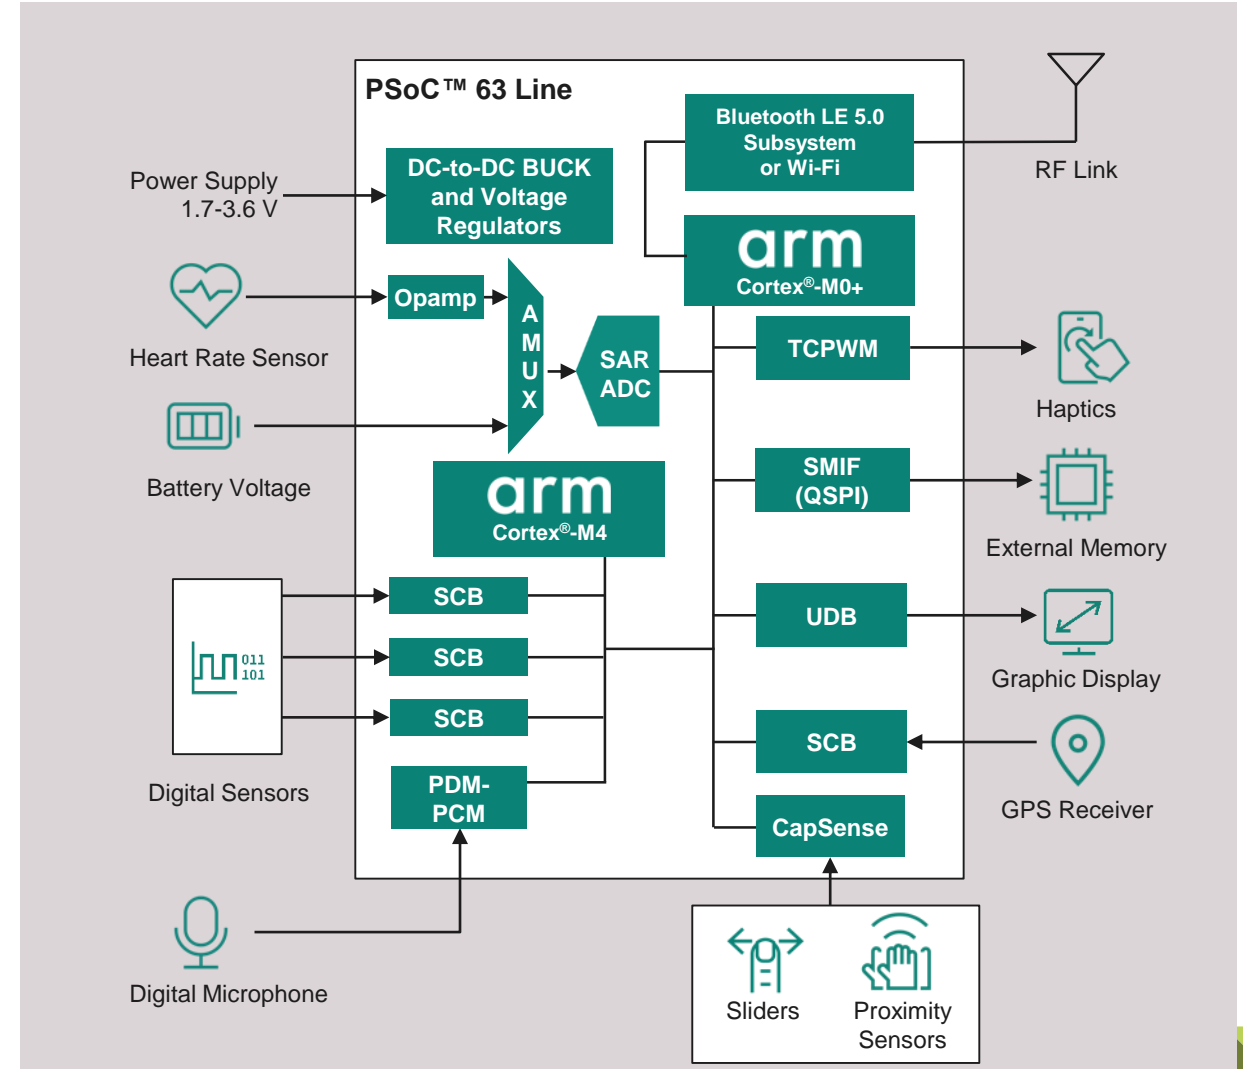 PSoC™ 63 Line
Bluetooth LE 5.0
Subsystem
or Wi-Fi
RF Link
Power Supply
1.7-3.6 V
DC-to-DC BUCK
and Voltage
Regulators
arm
Cortex®-M0+
Heart Rate Sensor
Opamp
A
M
U
X
SAR
ADC
TCPWM
Haptics
Battery Voltage
arm
Cortex®-M4
SMIF
(QSPI)
External Memory
011
101
Digital Sensors
SCB
SCB
SCB
UDB
Graphic Display
SCB
GPS Receiver
PDM-
PCM
CapSense
Digital Microphone
Sliders
Proximity
Sensors